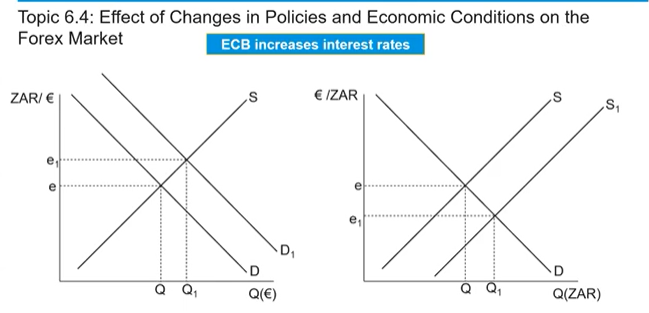 Topic 6.4: Effect of Changes in Policies and Economic Conditions on the
Forex Market
ECB increases interest rates
ZAR/ €
S
e₁
e
D₁
D
Q Q₁
Q(€)
€ /ZAR
S
S₁
e
e₁
D
Q Q₁
Q(ZAR)